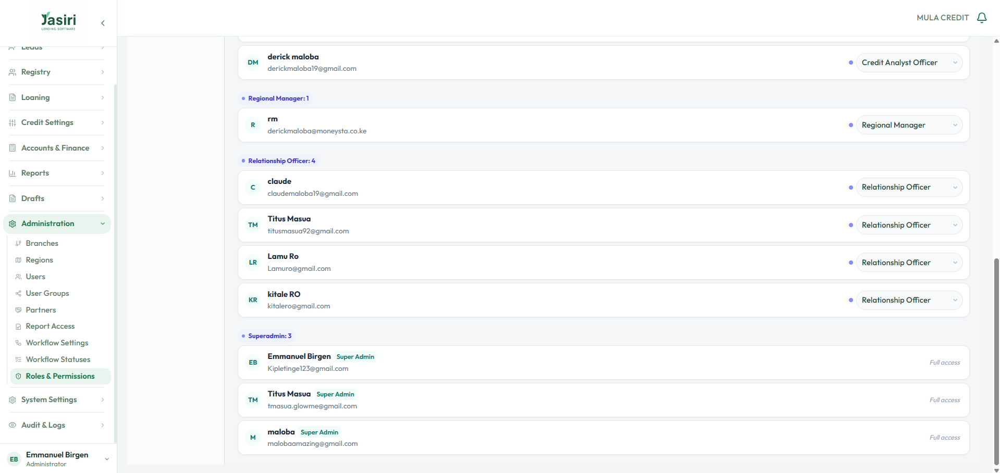 Jasiri
LENDING SOFTWARE
MULA CREDIT
Leads
Registry
Loaning
Credit Settings
Accounts & Finance
Reports
Drafts
Administration
Branches
Regions
Users
User Groups
Partners
Report Access
Workflow Settings
Workflow Statuses
Roles & Permissions
System Settings
Audit & Logs
EB
Emmanuel Birgen
Administrator
DM
derick maloba
derickmaloba19@gmail.com
Credit Analyst Officer
Regional Manager: 1
R
rm
derickmaloba@moneysta.co.ke
Regional Manager
Relationship Officer: 4
C
claude
claudemaloba19@gmail.com
Relationship Officer
TM
Titus Masua
titusmasua92@gmail.com
Relationship Officer
LR
Lamu Ro
Lamuro@gmail.com
Relationship Officer
KR
kitale RO
kitalero@gmail.com
Relationship Officer
Superadmin: 3
EB
Emmanuel Birgen Super Admin
Kipletinge123@gmail.com
Full access
TM
Titus Masua Super Admin
tmasua.glowme@gmail.com
Full access
M
maloba Super Admin
malobaamazing@gmail.com
Full access